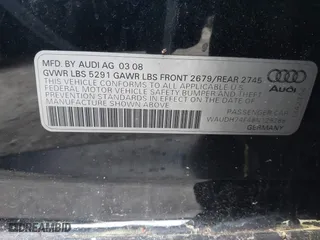 MFD. BY AUDI AG 03 08
GVWR LBS 5291 GAWR LBS FRONT 2679/REAR 2745
THIS VEHICLE CONFORMS TO ALL APPLICABLE U.S.
FEDERAL MOTOR VEHICLE SAFETY BUMPER AND THEFT
PREVENTION STANDARDS IN EFFECT ON THE DATE OF
MANUFACTURE SHOWN ABOVE.
Audi
PASSENGER CAR
GERMANY
DREAMBID